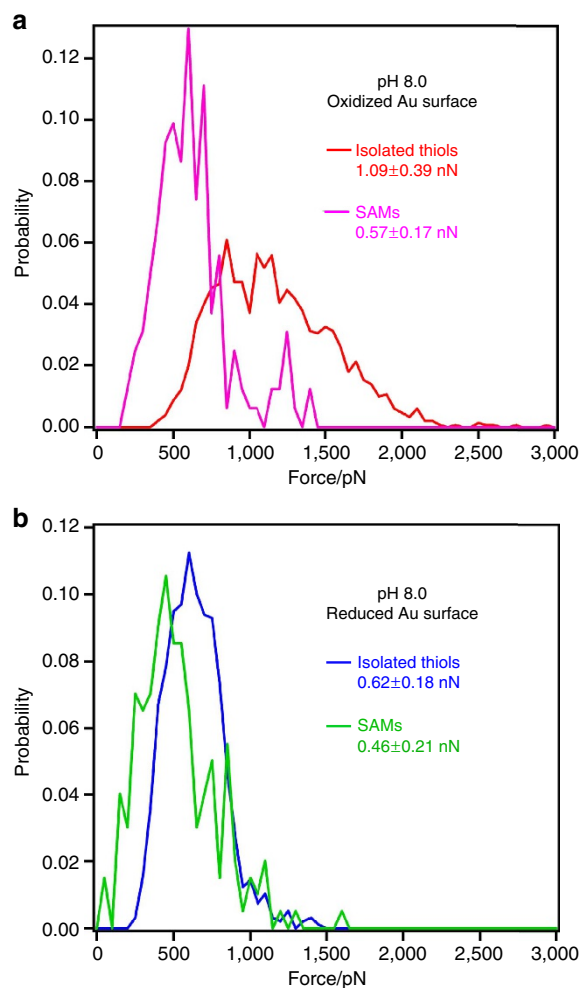 a
0.12
0.10
0.08
0.06
0.04
0.02
0.00
Probability
pH 8.0
Oxidized Au surface
Isolated thiols
1.09±0.39 nN
SAMs
0.57±0.17 nN
0
500
1,000
1,500
2,000
2,500
3,000
Force/pN
b
0.12
0.10
0.08
0.06
0.04
0.02
0.00
Probability
pH 8.0
Reduced Au surface
Isolated thiols
0.62±0.18 nN
SAMs
0.46±0.21 nN
0
500
1,000
1,500
2,000
2,500
3,000
Force/pN